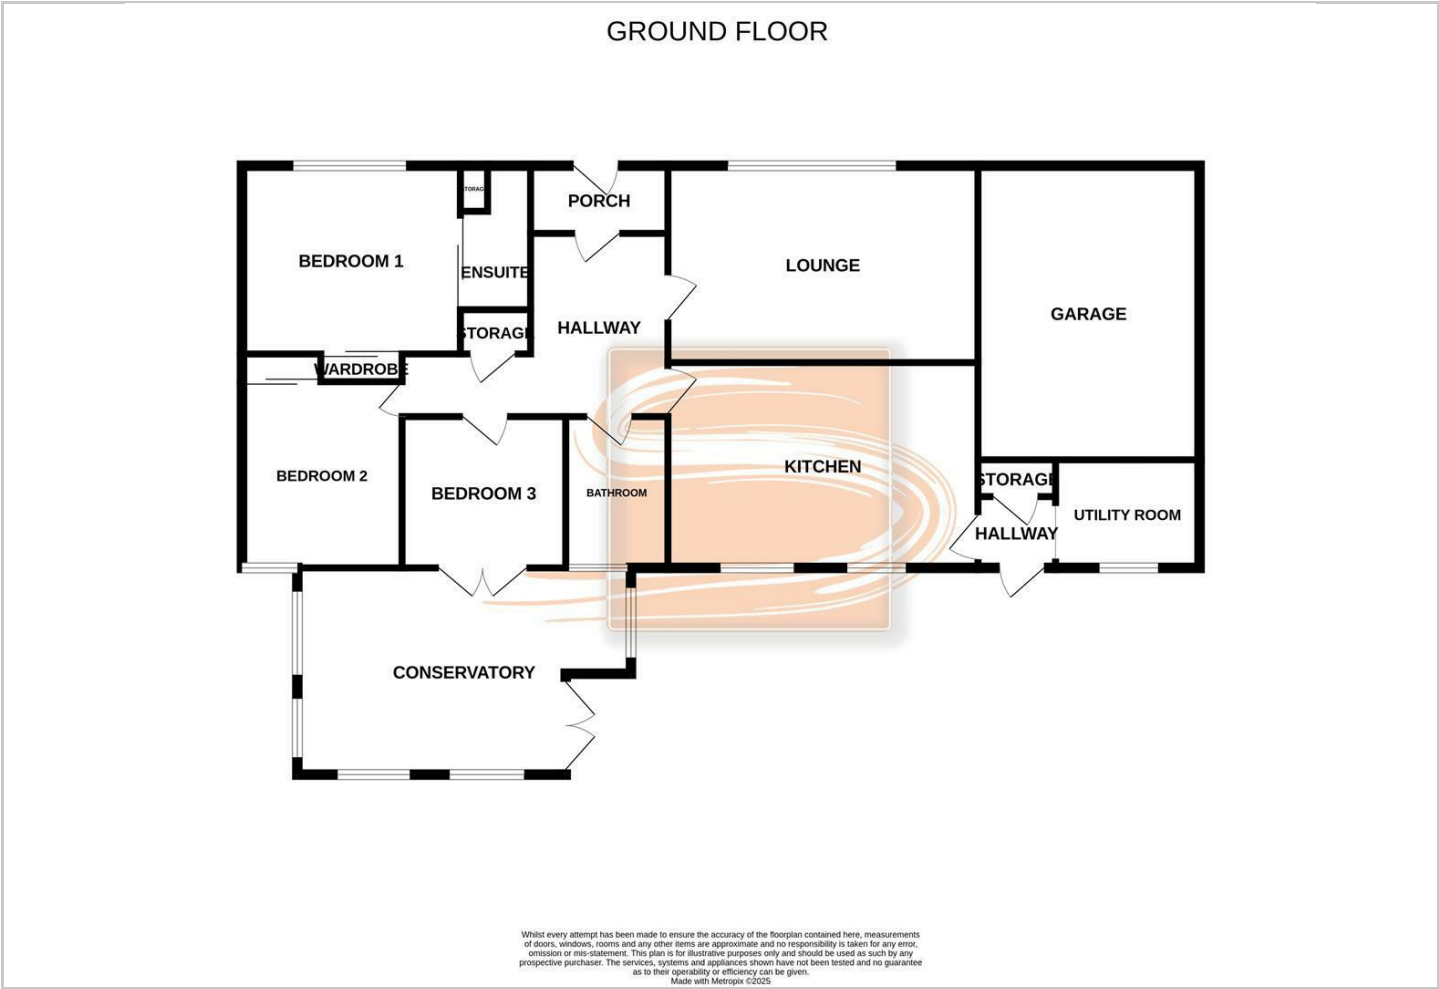 GROUND FLOOR
TORAG
PORCH
BEDROOM 1
LOUNGE
ENSUITE
GARAGE
HALLWAY
STORAGE
WARDROBE
KITCHEN
BEDROOM 2
STORAGE
BEDROOM 3
BATHROOM
UTILITY ROOM
HALLWAY
CONSERVATORY
Whilst every attempt has been made to ensure the accuracy of the floorplan contained here, measurements
of doors, windows, rooms and any other items are approximate and no responsibility is taken for any error,
omission or mis-statement. This plan is for illustrative purposes only and should be used as such by any
prospective purchaser. The services, systems and appliances shown have not been tested and no guarantee
as to their operability or efficiency can be given.
Made with Metropix ©2025